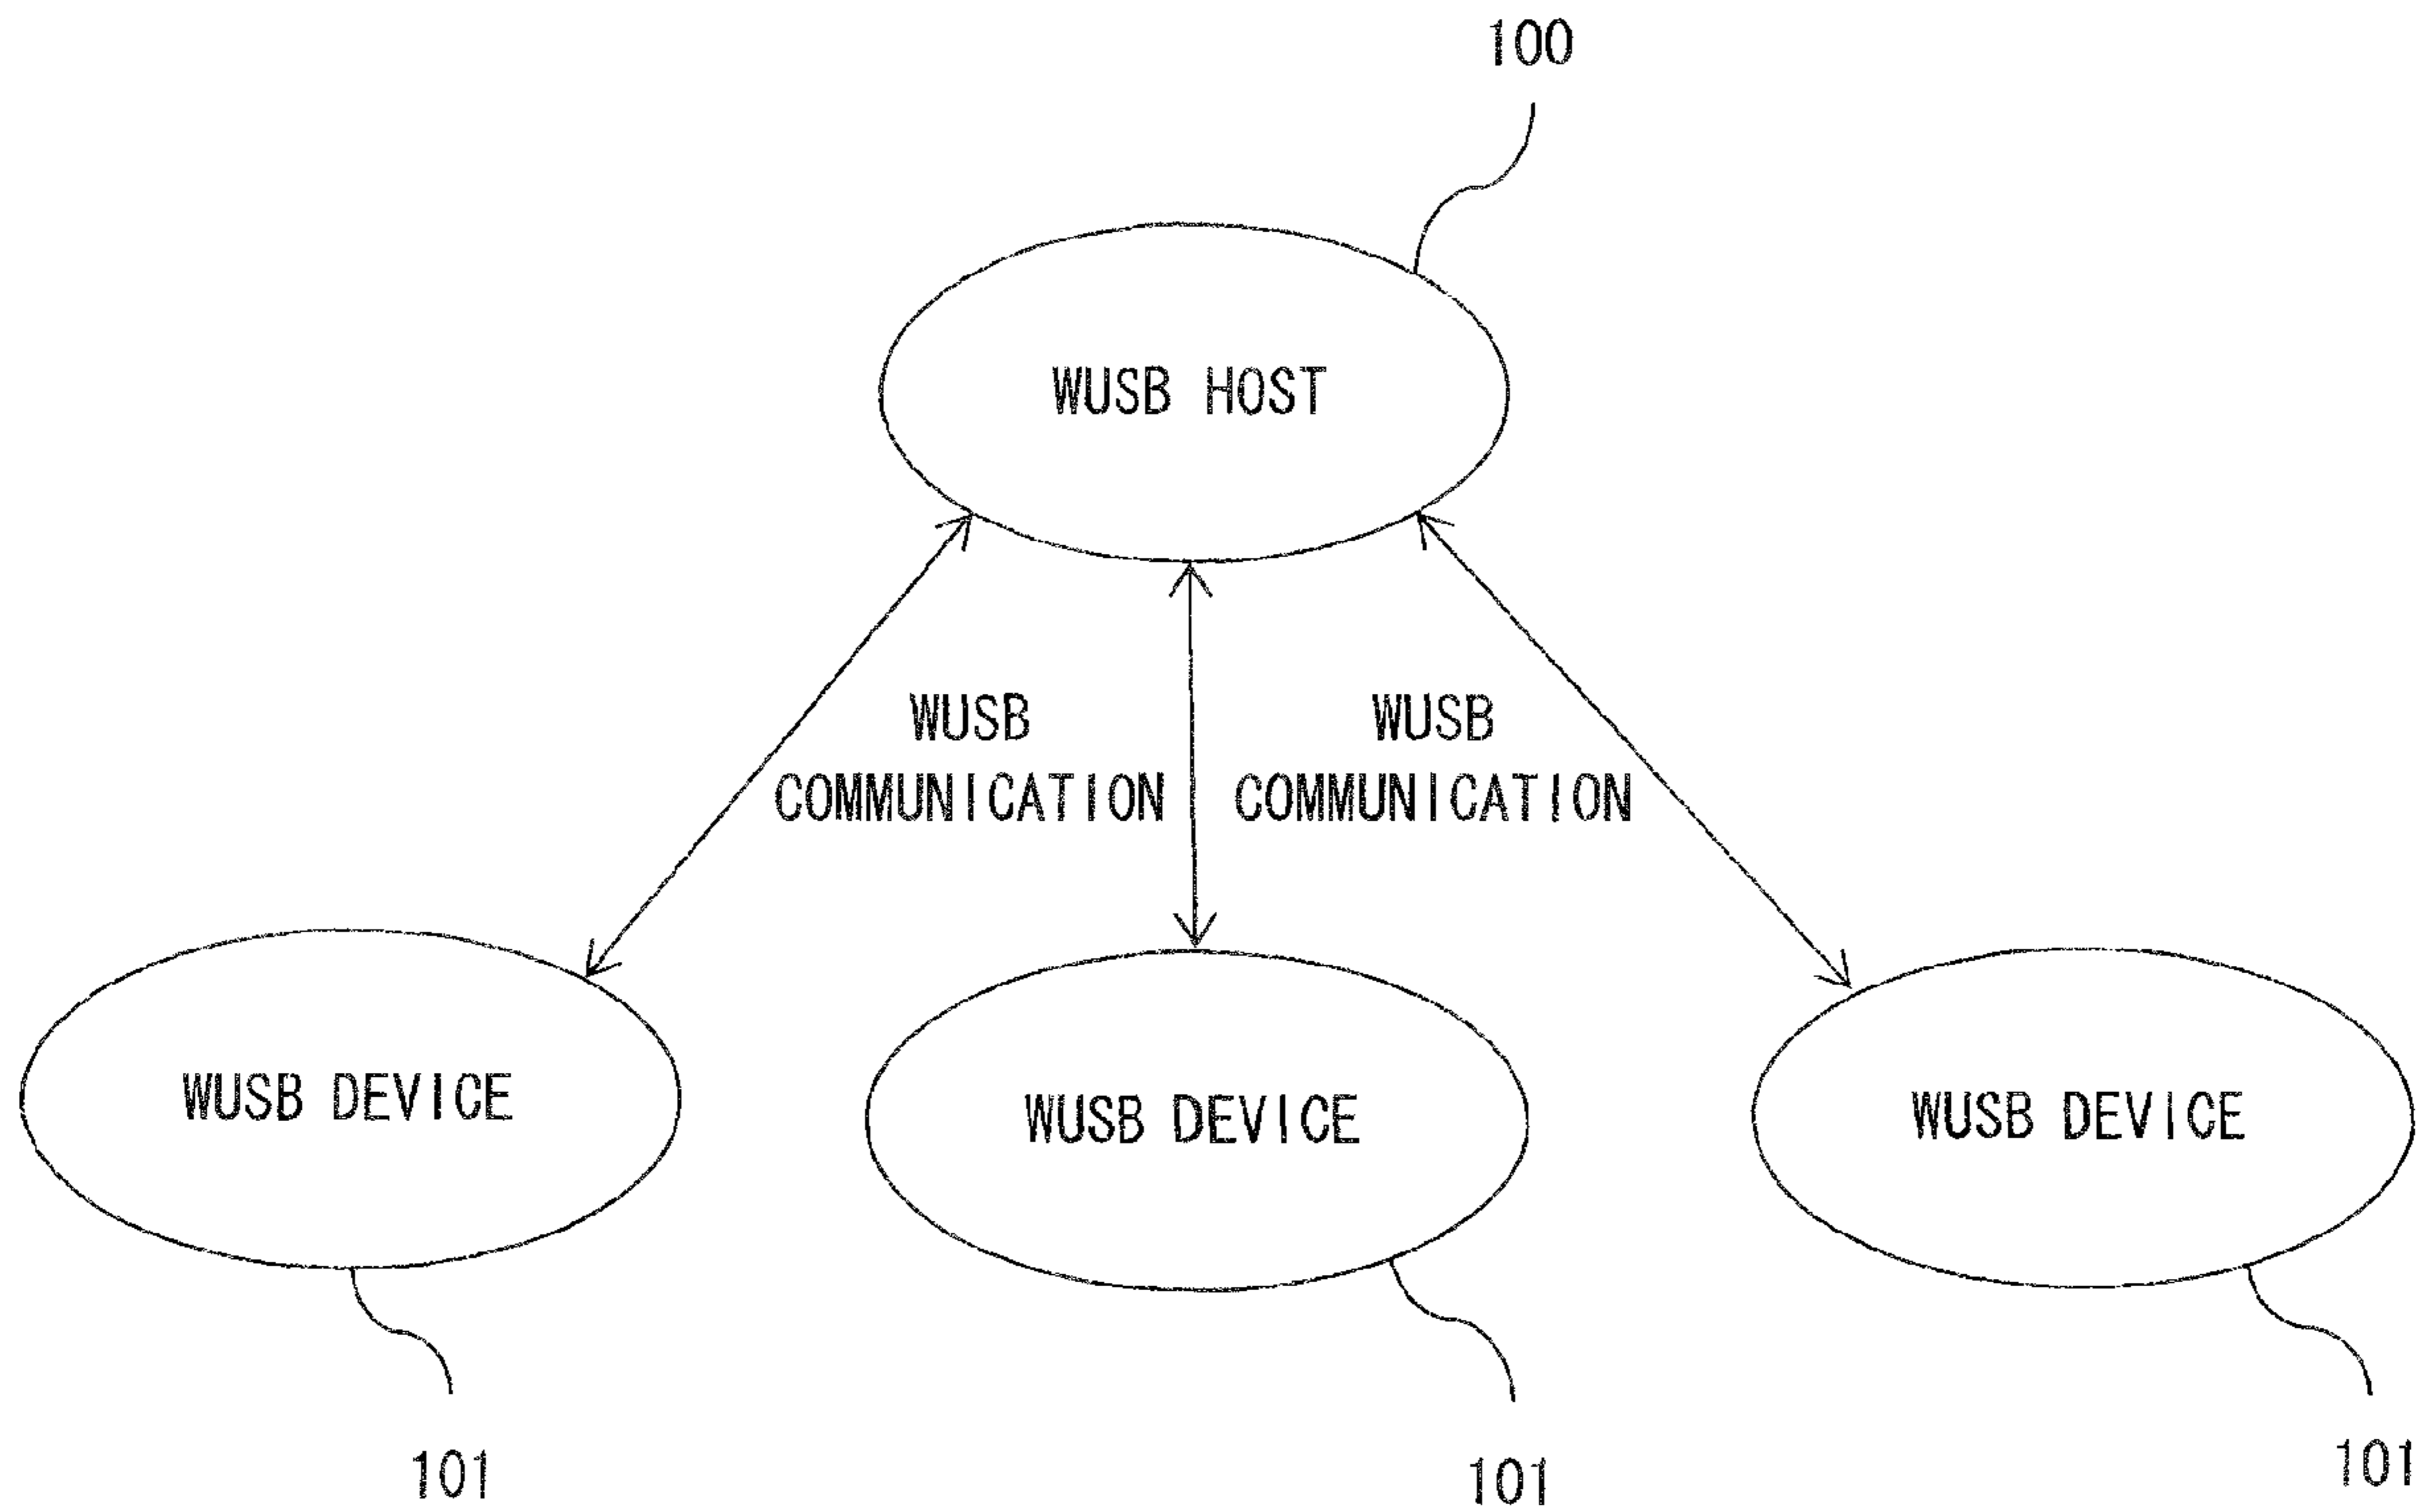 100
WUSB HOST
WUSB
COMMUNICATION
WUSB
COMMUNICATION
WUSB DEVICE
WUSB DEVICE
WUSB DEVICE
101
101
101